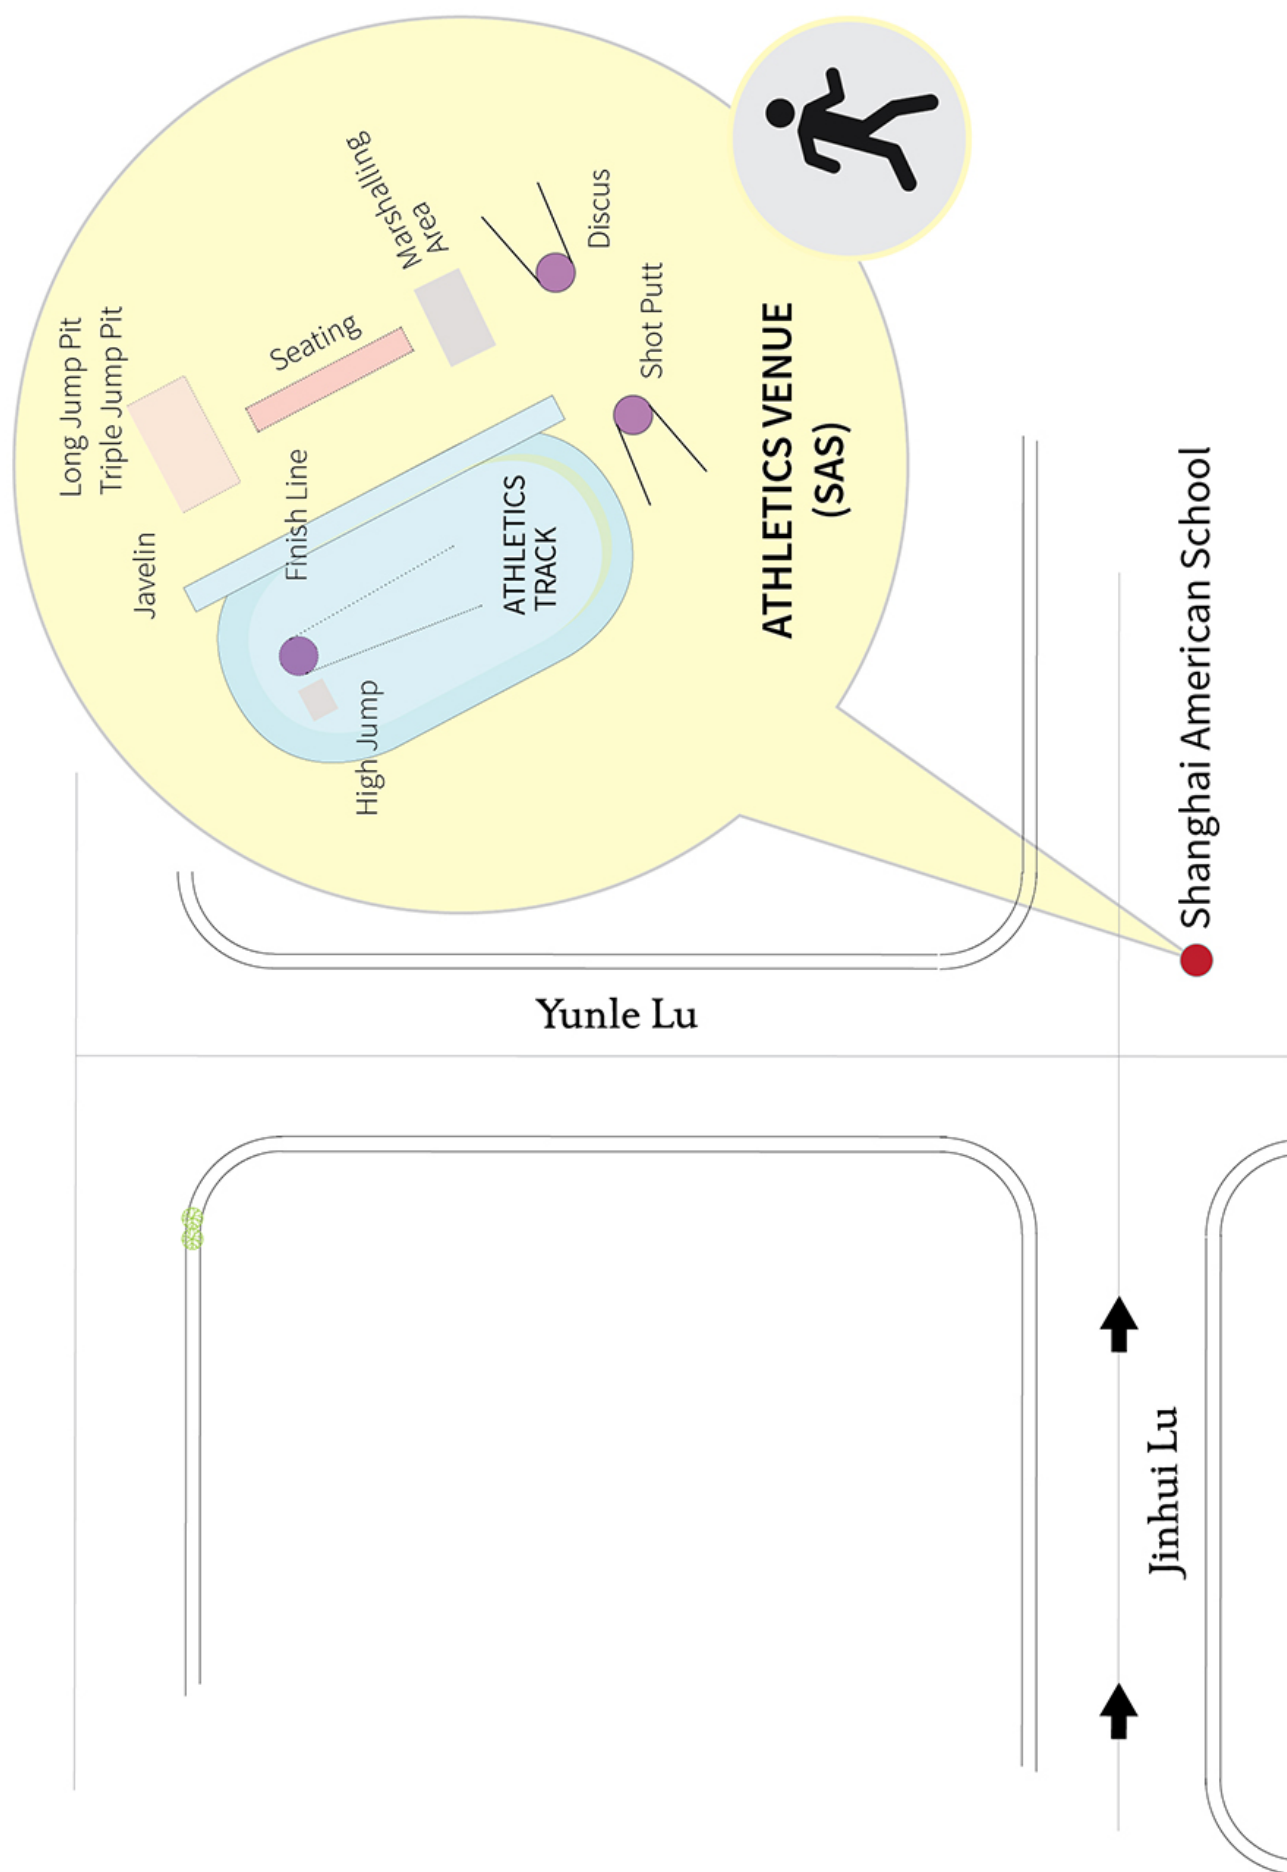 Long Jump Pit
Triple Jump Pit
Javelin
Seating
Marshalling
Area
Finish Line
High Jump
ATHLETICS
TRACK
Discus
Shot Putt
ATHLETICS VENUE
(SAS)
Shanghai American School
Yunle Lu
Jinhui Lu